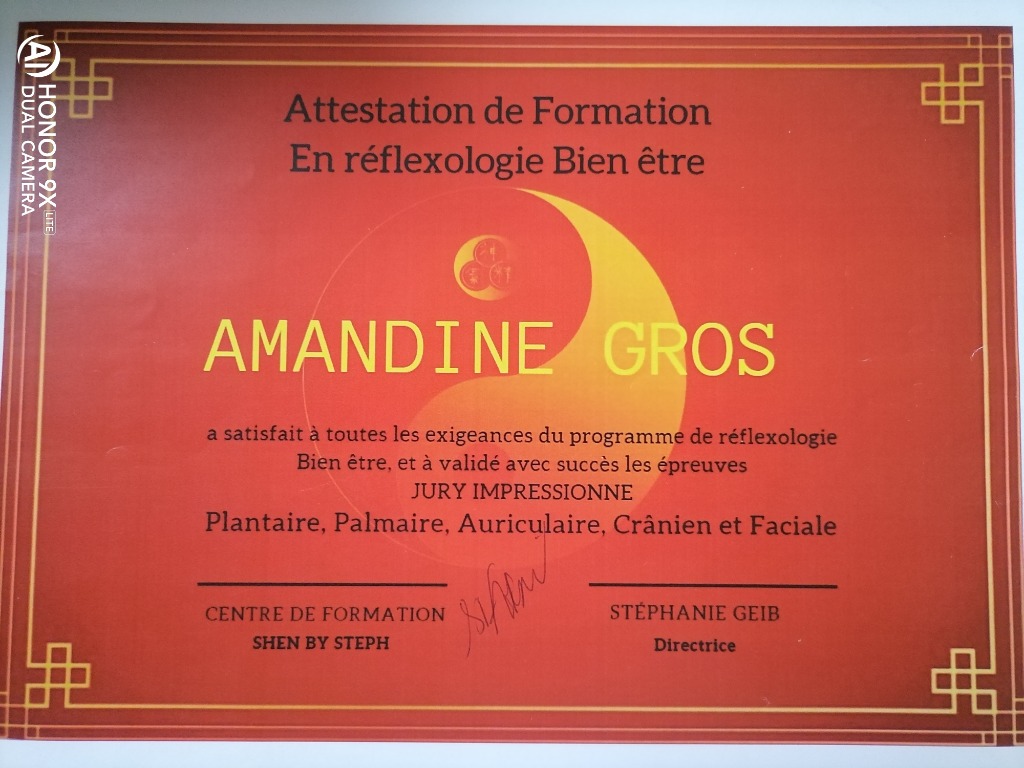 Attestation de Formation
En réflexologie Bien être
AMANDINE GROS
a satisfait à toutes les exigeances du programme de réflexologie
Bien être, et à validé avec succès les épreuves
JURY IMPRESSIONNE
Plantaire, Palmaire, Auriculaire, Crânien et Faciale
CENTRE DE FORMATION
SHEN BY STEPH
STÉPHANIE GEIB
Directrice
AI HONOR 9X LITE
DUAL CAMERA